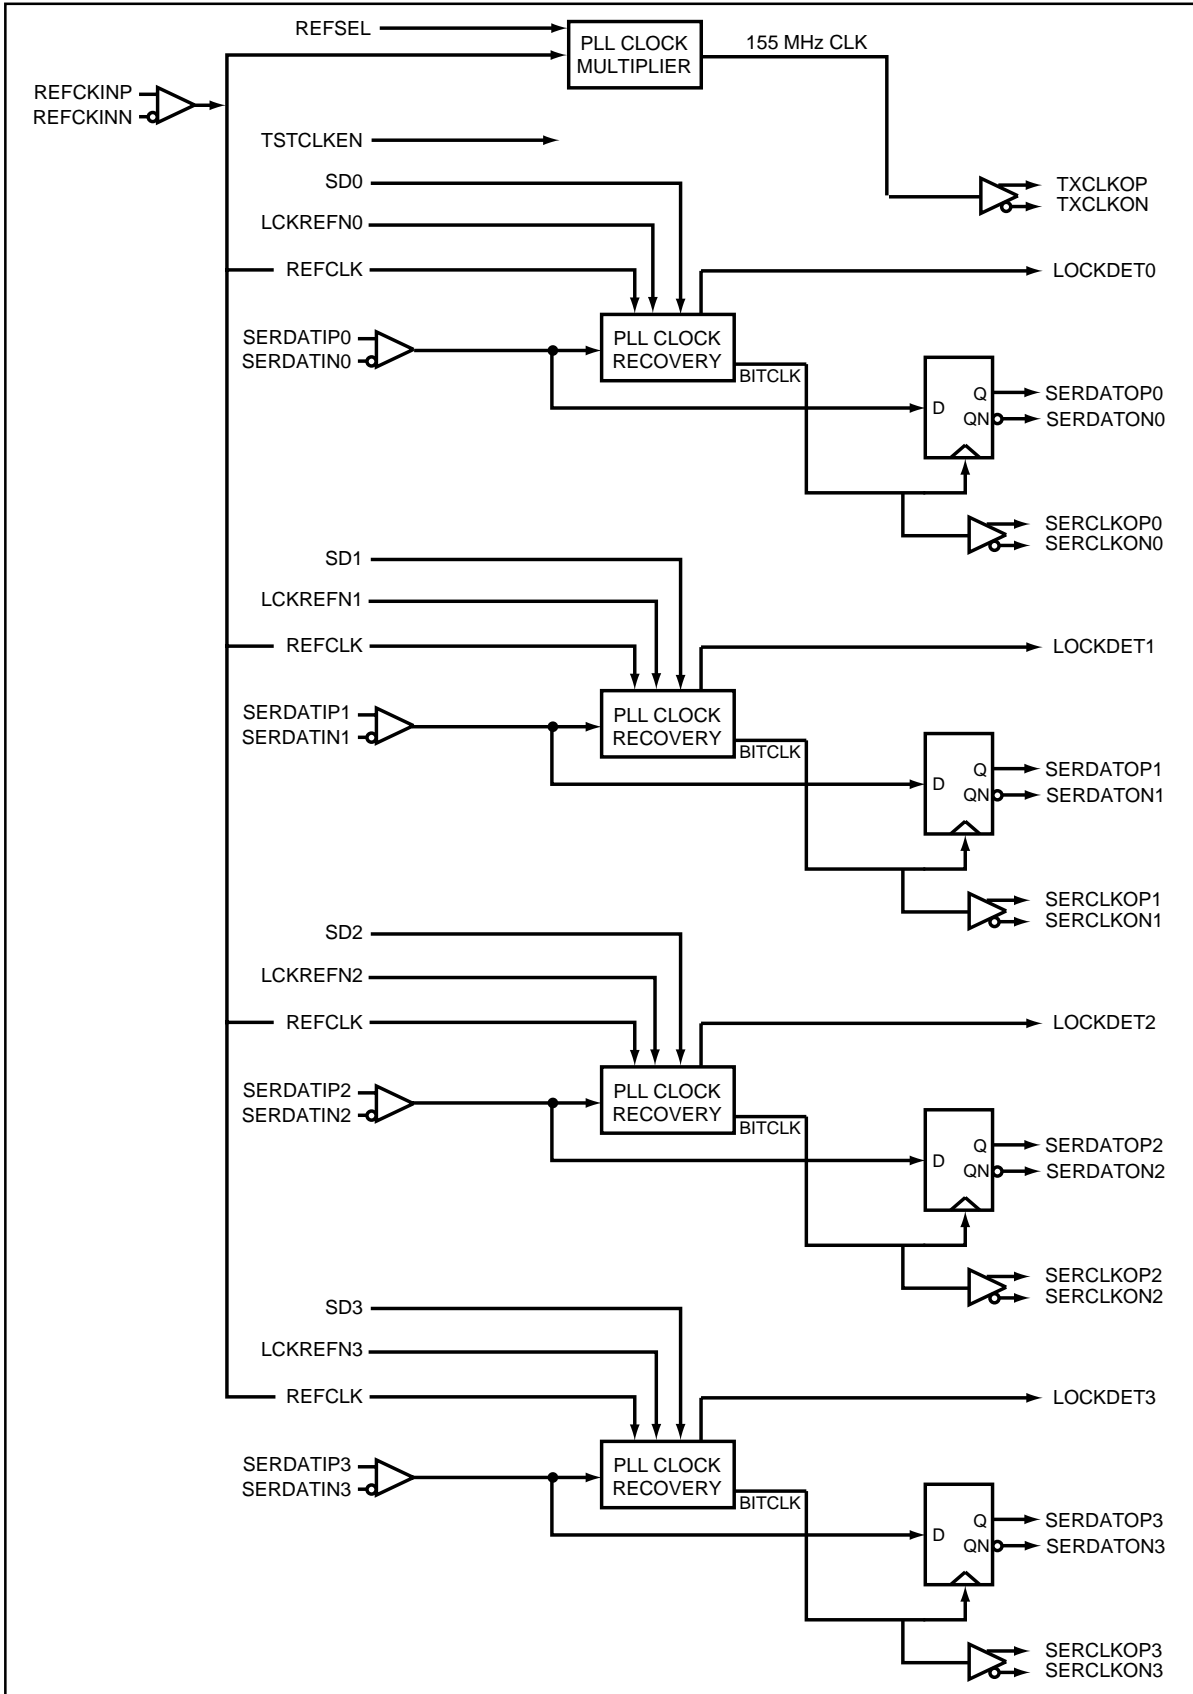 REFSEL
PLL CLOCK
MULTIPLIER
155 MHz CLK
REFCKINP
REFCKINN
TSTCLKEN
SD0
TXCLKOP
TXCLKON
LCKREFN0
REFCLK
LOCKDET0
SERDATIP0
SERDATIN0
PLL CLOCK
RECOVERY
BITCLK
D
Q
QN
SERDATOP0
SERDATON0
SERCLKOP0
SERCLKON0
SD1
LCKREFN1
REFCLK
LOCKDET1
SERDATIP1
SERDATIN1
PLL CLOCK
RECOVERY
BITCLK
D
Q
QN
SERDATOP1
SERDATON1
SERCLKOP1
SERCLKON1
SD2
LCKREFN2
REFCLK
LOCKDET2
SERDATIP2
SERDATIN2
PLL CLOCK
RECOVERY
BITCLK
D
Q
QN
SERDATOP2
SERDATON2
SERCLKOP2
SERCLKON2
SD3
LCKREFN3
REFCLK
LOCKDET3
SERDATIP3
SERDATIN3
PLL CLOCK
RECOVERY
BITCLK
D
Q
QN
SERDATOP3
SERDATON3
SERCLKOP3
SERCLKON3